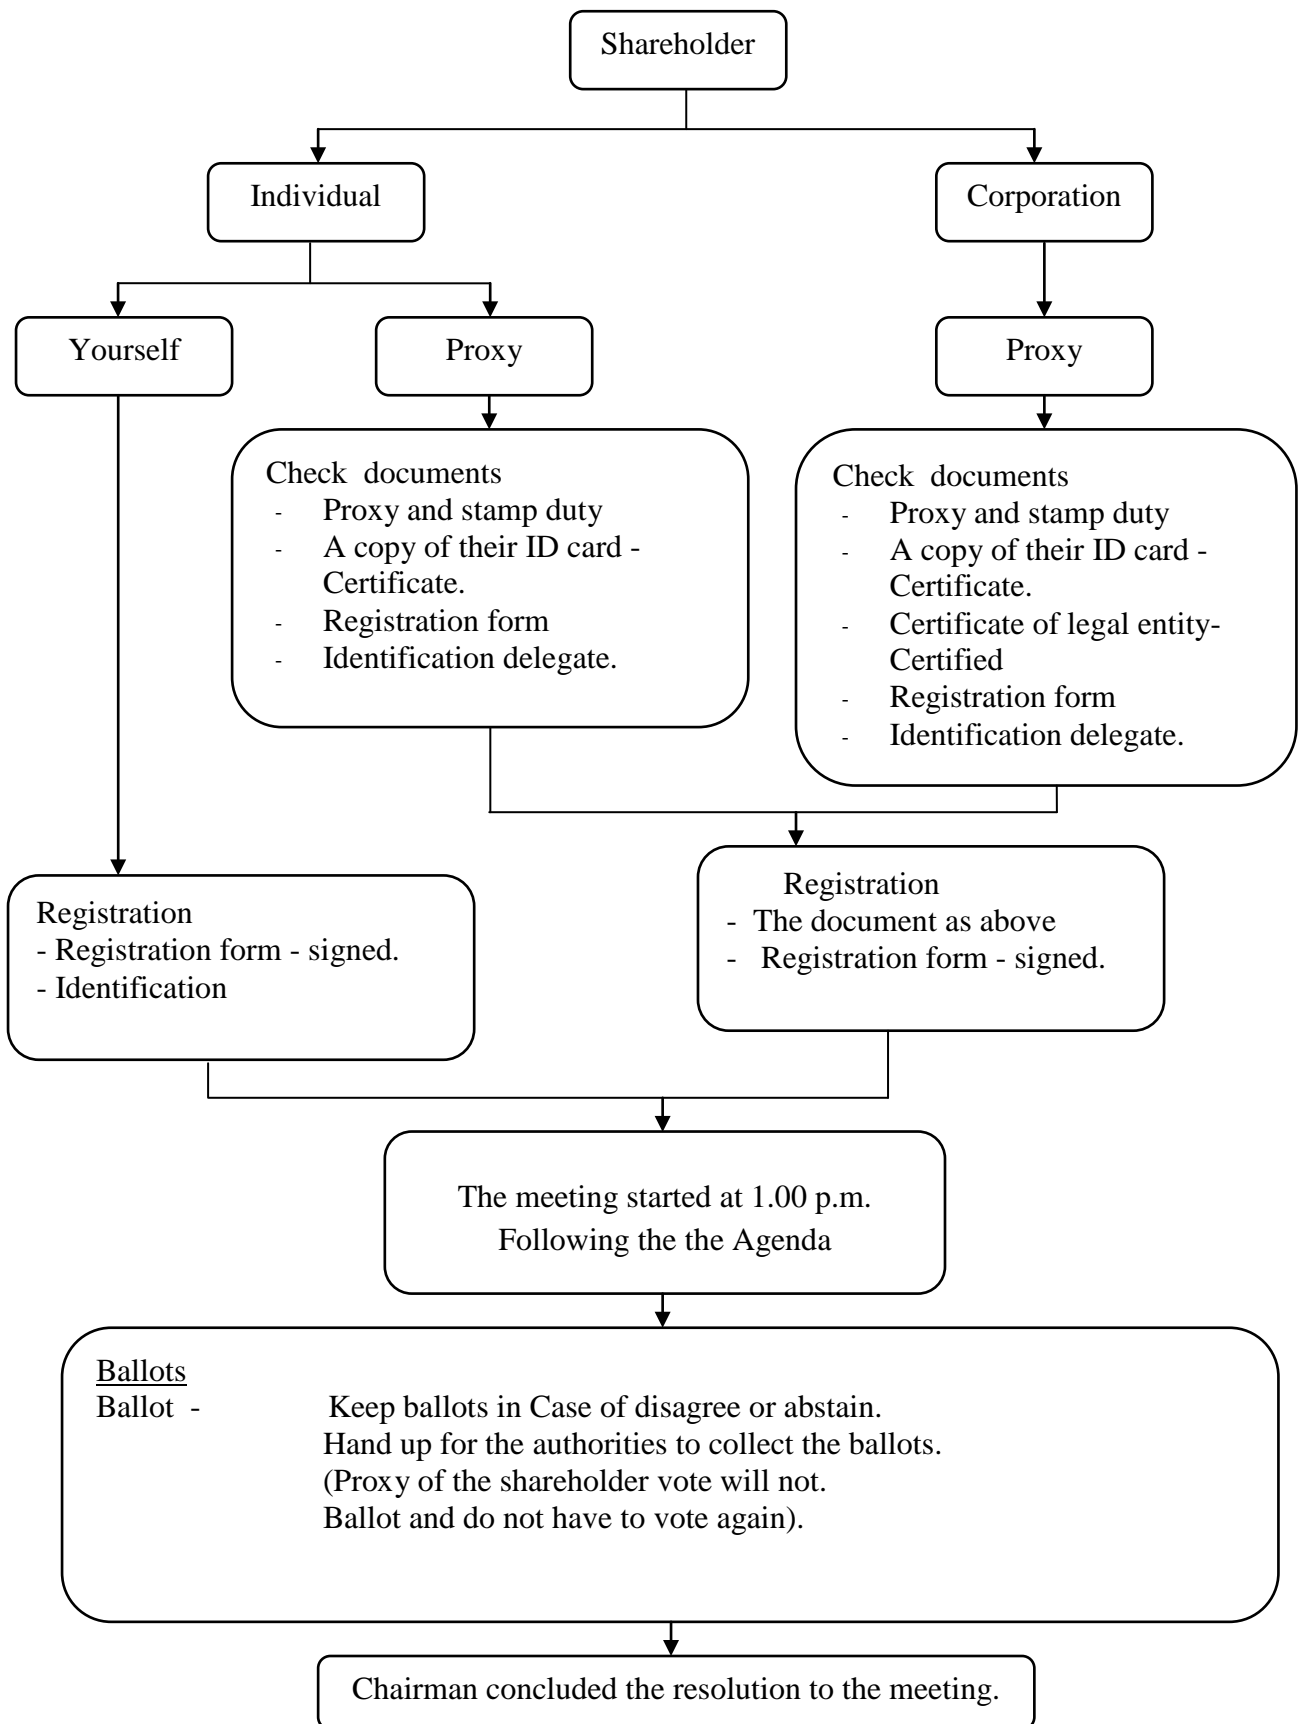 Shareholder
Individual
Corporation
Yourself
Proxy
Proxy
Check documents
- Proxy and stamp duty
- A copy of their ID card -
Certificate.
- Registration form
- Identification delegate.
Check documents
- Proxy and stamp duty
- A copy of their ID card -
Certificate.
- Certificate of legal entity-
Certified
- Registration form
- Identification delegate.
Registration
- Registration form - signed.
- Identification
Registration
- The document as above
- Registration form - signed.
The meeting started at 1.00 p.m.
Following the the Agenda
Ballots
Ballot - Keep ballots in Case of disagree or abstain.
Hand up for the authorities to collect the ballots.
(Proxy of the shareholder vote will not.
Ballot and do not have to vote again).
Chairman concluded the resolution to the meeting.